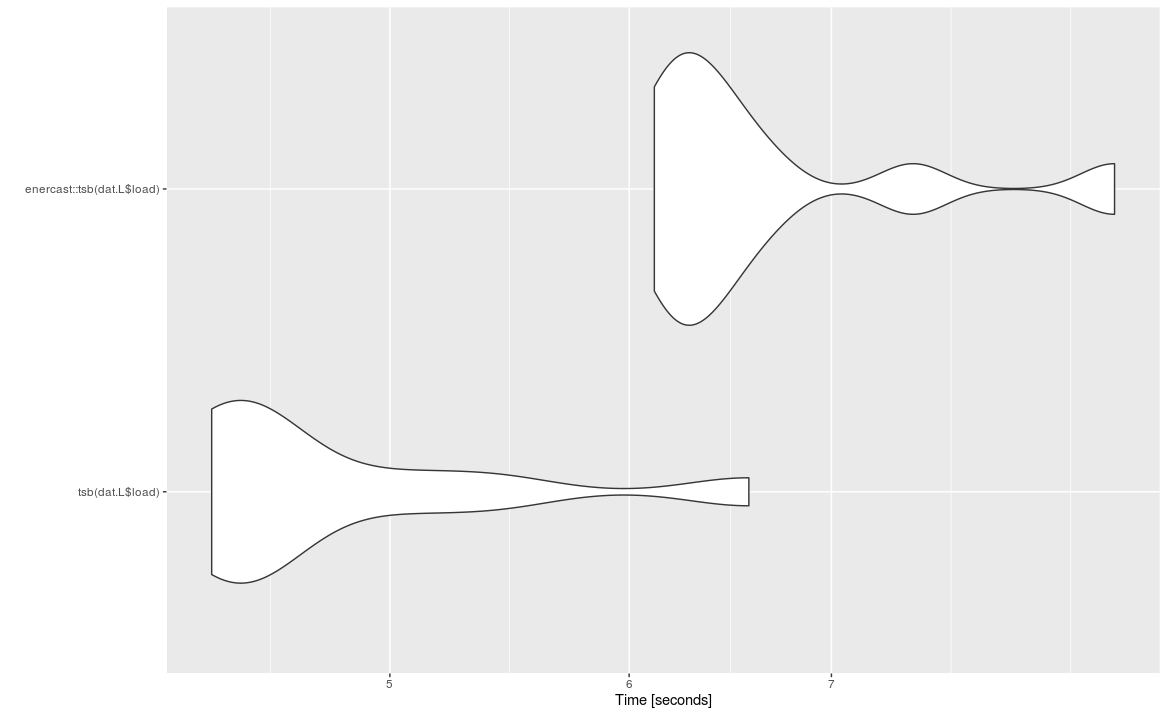 enercast::tsb(dat.L$load)
tsb(dat.L$load)
5 6 7
Time [seconds]